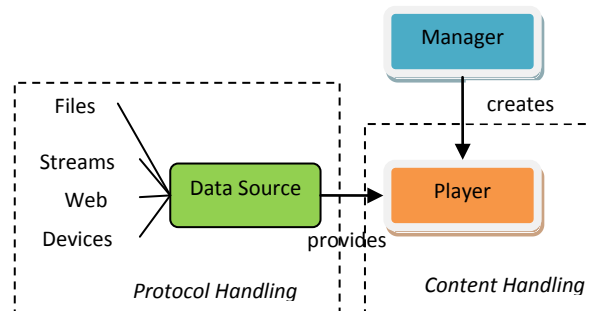 Manager
creates
Files
Streams
Web
Devices
Data Source
provides
Player
Protocol Handling
Content Handling